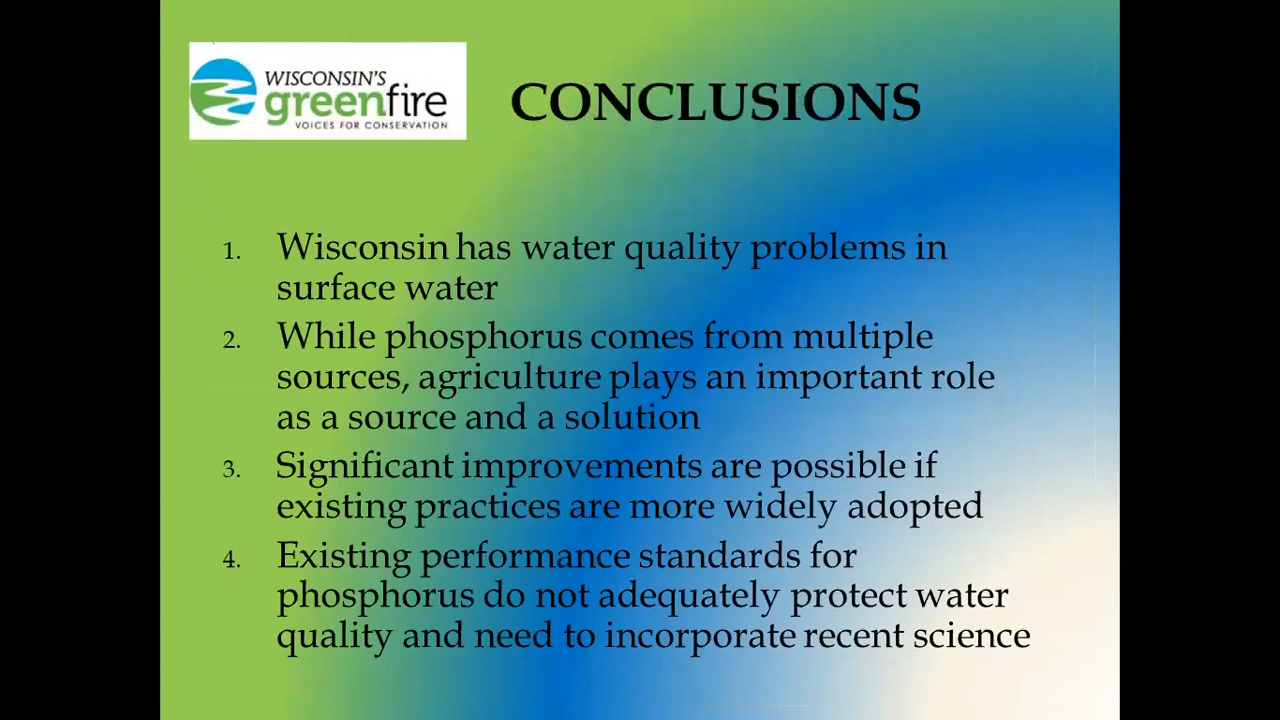 WISCONSIN'S
greenfire
VOICES FOR CONSERVATION
CONCLUSIONS
1. Wisconsin has water quality problems in
surface water
2. While phosphorus comes from multiple
sources, agriculture plays an important role
as a source and a solution
3. Significant improvements are possible if
existing practices are more widely adopted
4. Existing performance standards for
phosphorus do not adequately protect water
quality and need to incorporate recent science